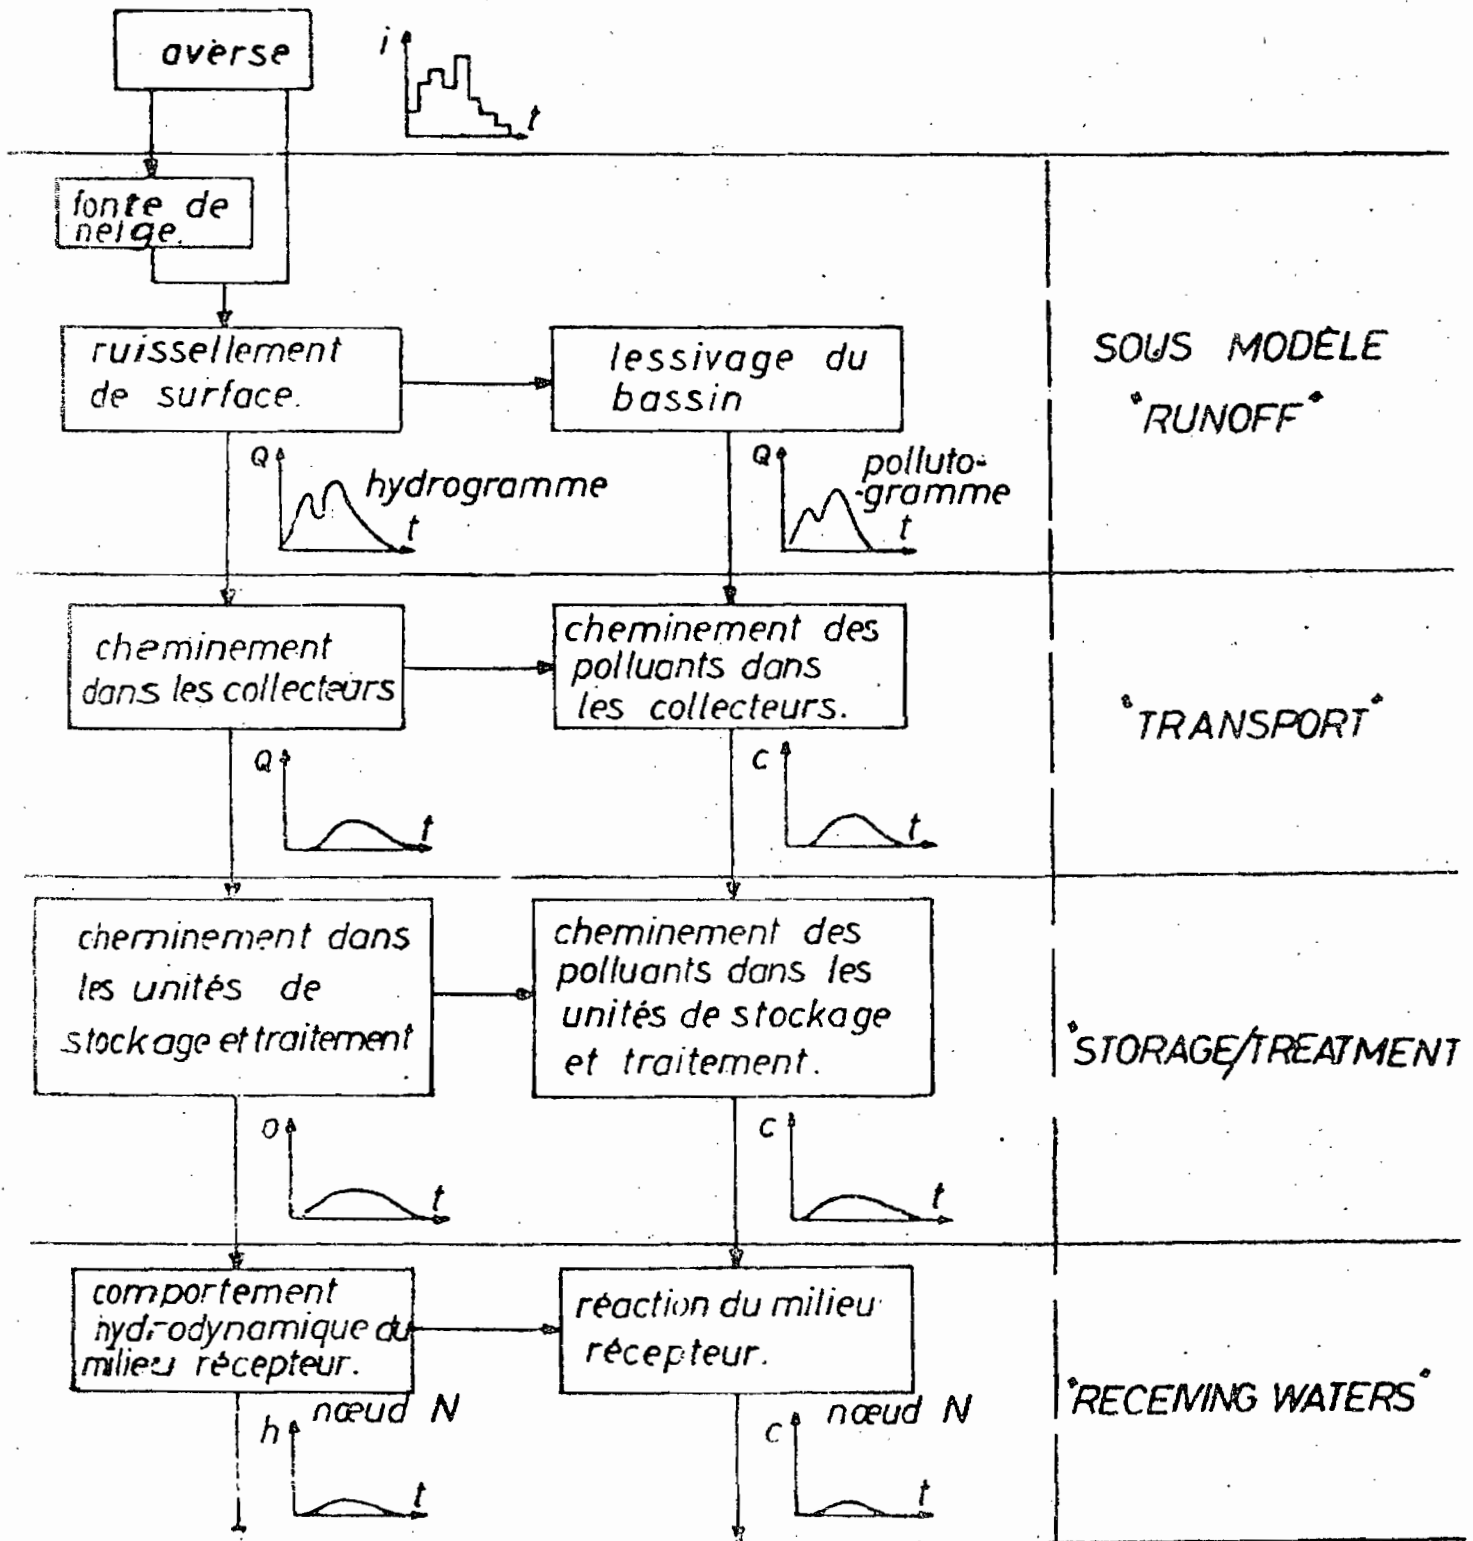 averse
i
t
fonte de
neige.
ruissellement
de surface.
lessivage du
bassin
SOUS MODÈLE
"RUNOFF"
Q
hydrogramme
t
Q
polluto-
-gramme
t
cheminement
dans les collecteurs
cheminement des
polluants dans
les collecteurs.
"TRANSPORT"
Q
t
c
t
cheminement dans
les unités de
stockage et traitement
cheminement des
polluants dans les
unités de stockage
et traitement.
"STORAGE/TREATMENT
Q
t
c
t
comportement
hydrodynamique du
milieu récepteur.
réaction du milieu
récepteur.
"RECEIVING WATERS"
nœud N
h
t
nœud N
c
t